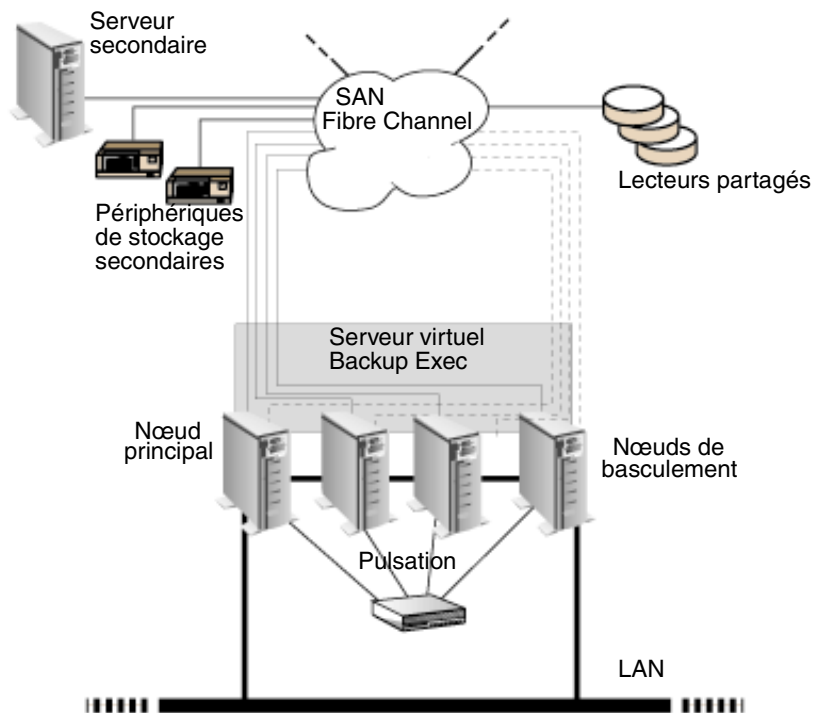 Serveur
secondaire
SAN
Fibre Channel
Lecteurs partagés
Périphériques
de stockage
secondaires
Serveur virtuel
Backup Exec
Nœud
principal
Nœuds de
basculement
Pulsation
LAN